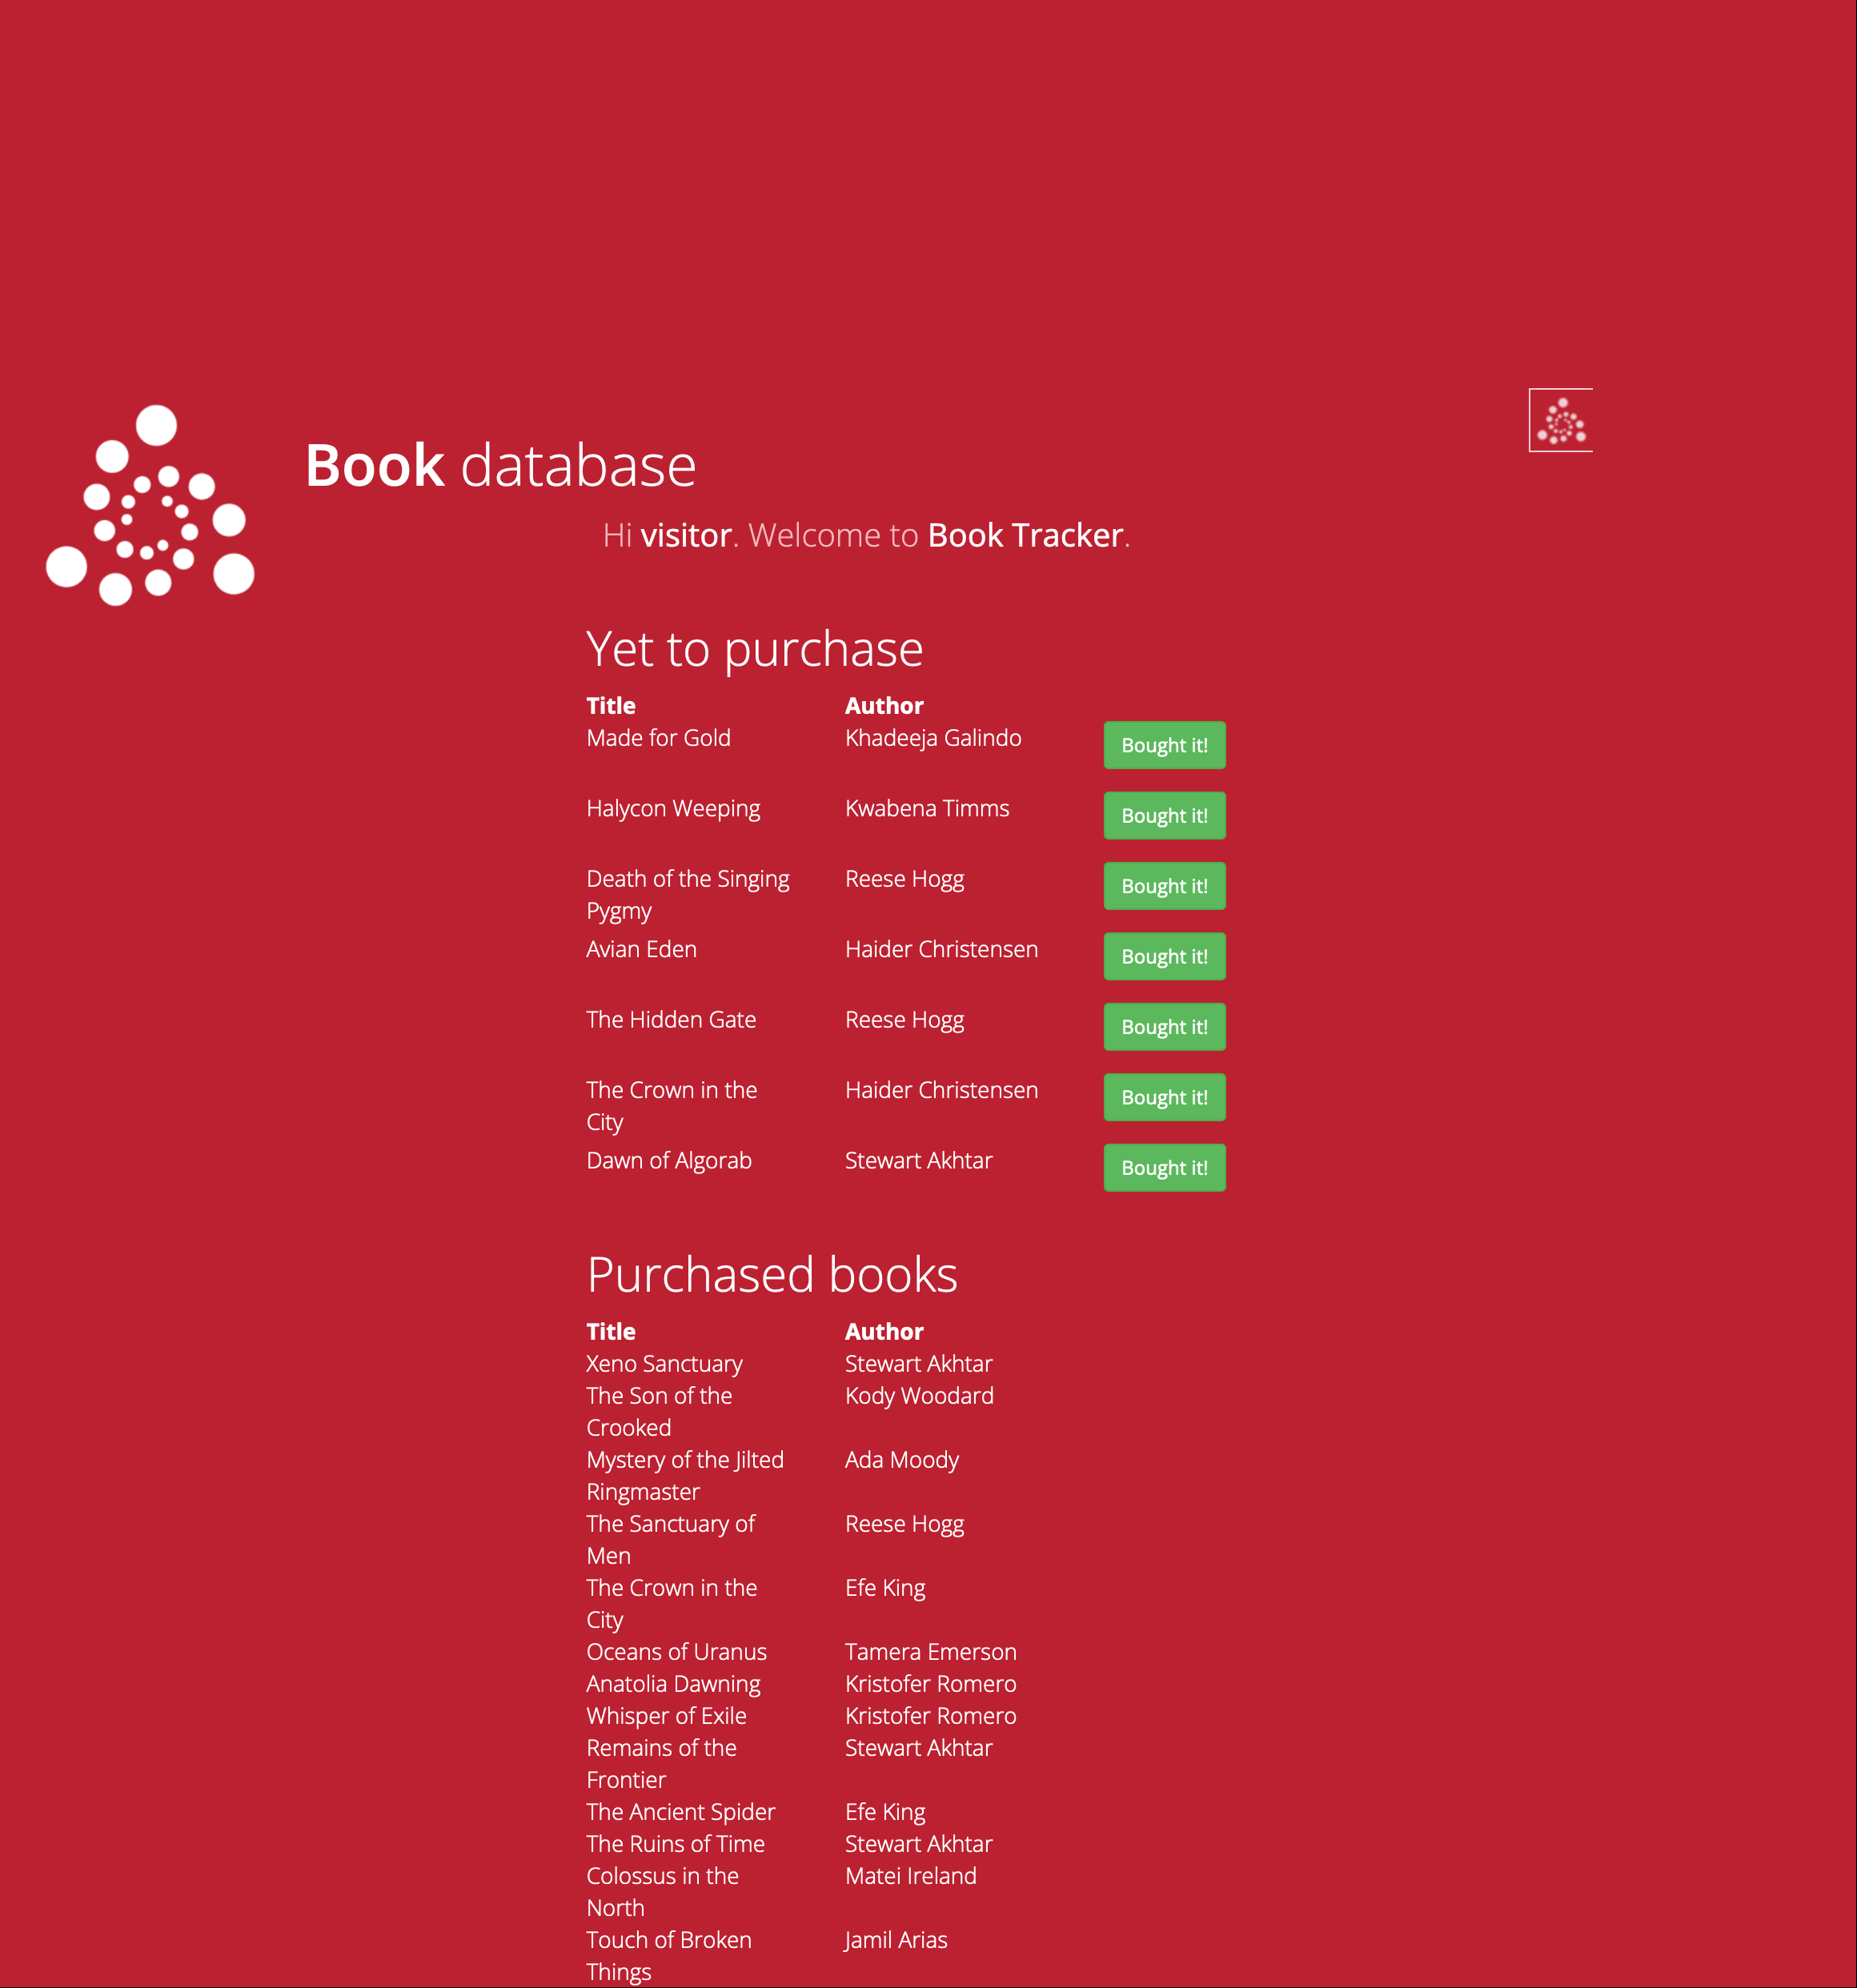 Book database
Hi visitor. Welcome to Book Tracker.
Yet to purchase
Title Author
Made for Gold Khadeeja Galindo Bought it!
Halycon Weeping Kwabena Timms Bought it!
Death of the Singing Reese Hogg Bought it!
Pygmy
Avian Eden Haider Christensen Bought it!
The Hidden Gate Reese Hogg Bought it!
The Crown in the Haider Christensen Bought it!
City
Dawn of Algorab Stewart Akhtar Bought it!
Purchased books
Title Author
Xeno Sanctuary Stewart Akhtar
The Son of the Kody Woodard
Crooked
Mystery of the Jilted Ada Moody
Ringmaster
The Sanctuary of Reese Hogg
Men
The Crown in the Efe King
City
Oceans of Uranus Tamera Emerson
Anatolia Dawning Kristofer Romero
Whisper of Exile Kristofer Romero
Remains of the Stewart Akhtar
Frontier
The Ancient Spider Efe King
The Ruins of Time Stewart Akhtar
Colossus in the Matei Ireland
North
Touch of Broken Jamil Arias
Things